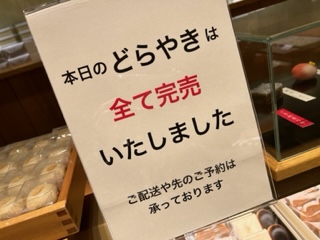 本日のどらやきは
全て完売
いたしました
ご配送や先のご予約は
承っております